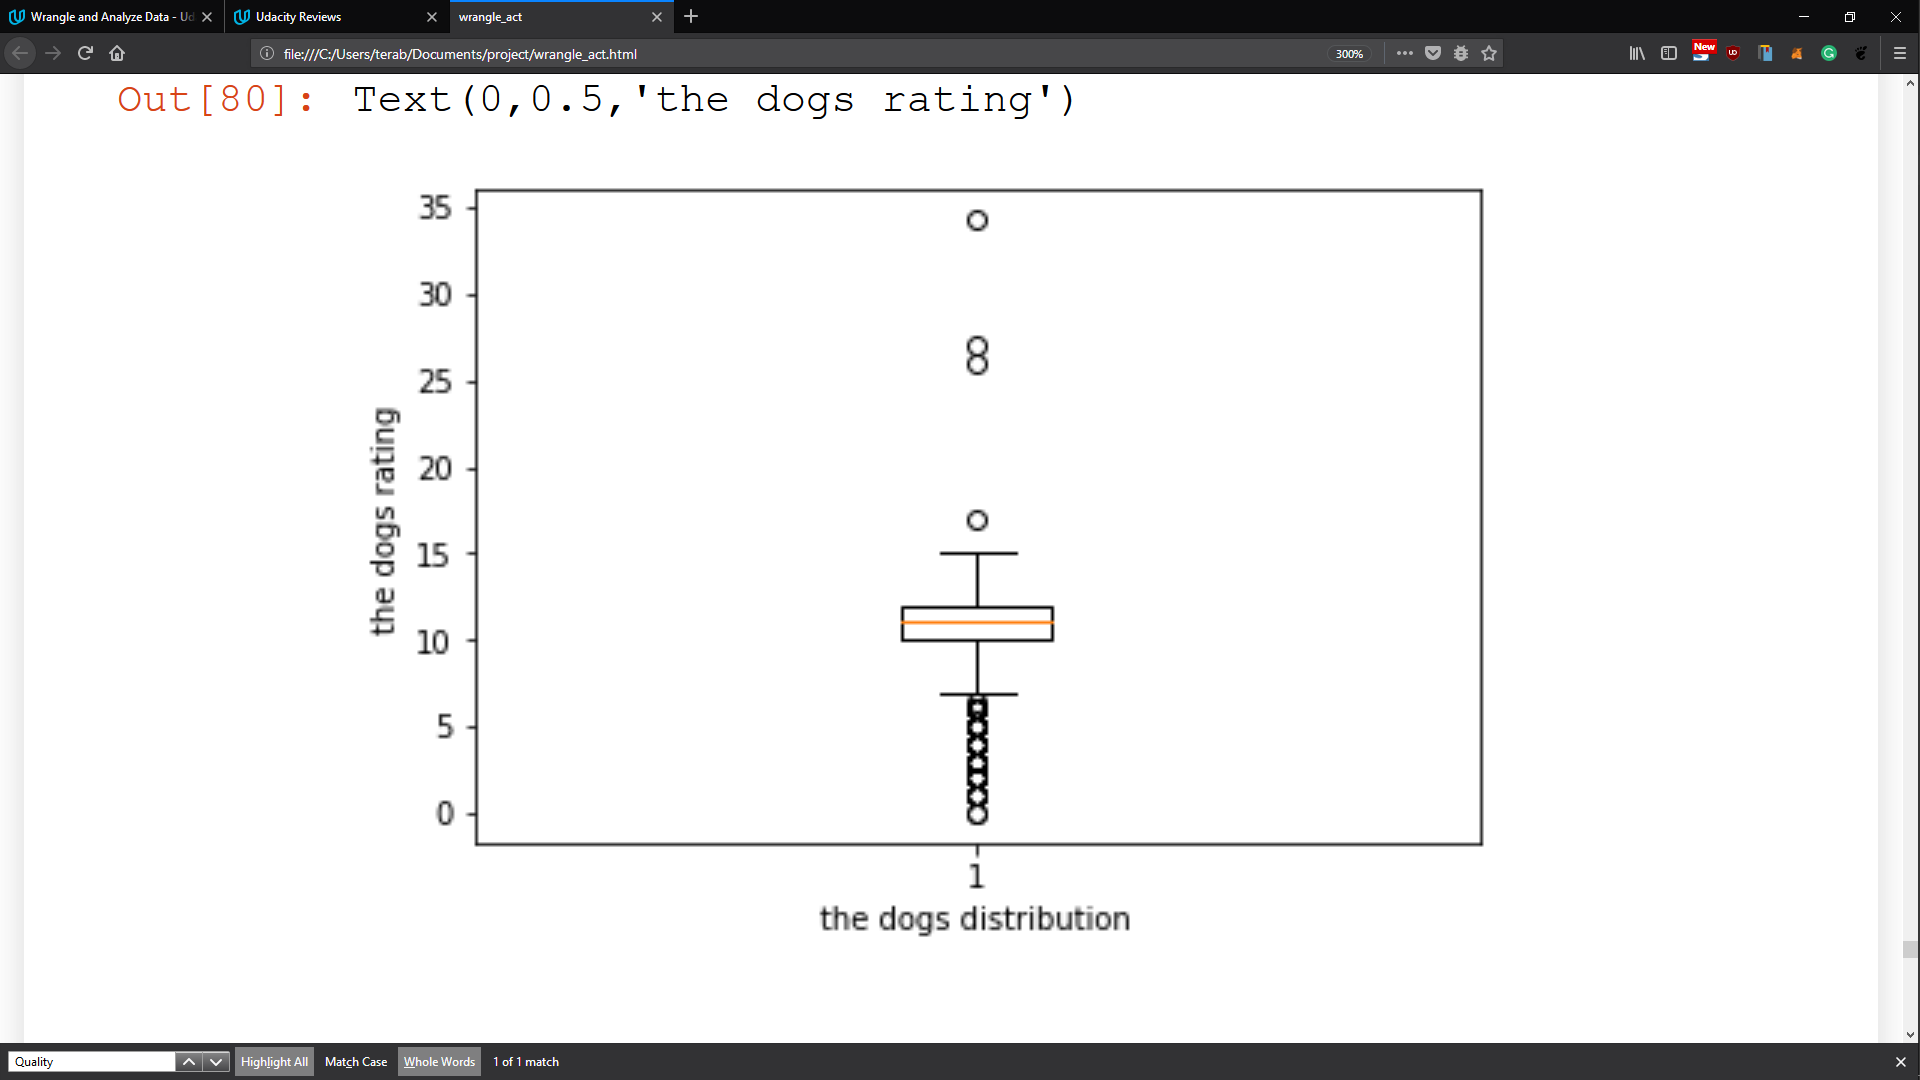 Wrangle and Analyze Data - Ud
Udacity Reviews
wrangle_act
file:///C:/Users/terab/Documents/project/wrangle_act.html
300%
New
Out[80]: Text(0,0.5,'the dogs rating')
35
30
25
20
15
10
5
0
the dogs rating
1
the dogs distribution
Quality
Highlight All
Match Case
Whole Words
1 of 1 match